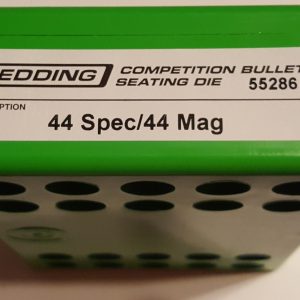 EDDING COMPETITION BULLET
SEATING DIE 55286
PTION
44 Spec/44 Mag